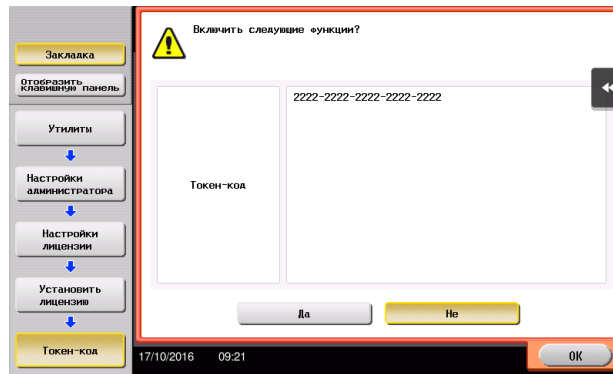 Закладка
Отобразить
клавишную панель
Утилиты
Настройки
администратора
Настройки
лицензии
Установить
лицензию
Токен-код
Включить следующие функции?
Токен-код
2222-2222-2222-2222-2222
Да
Не
17/10/2016 09:21
OK